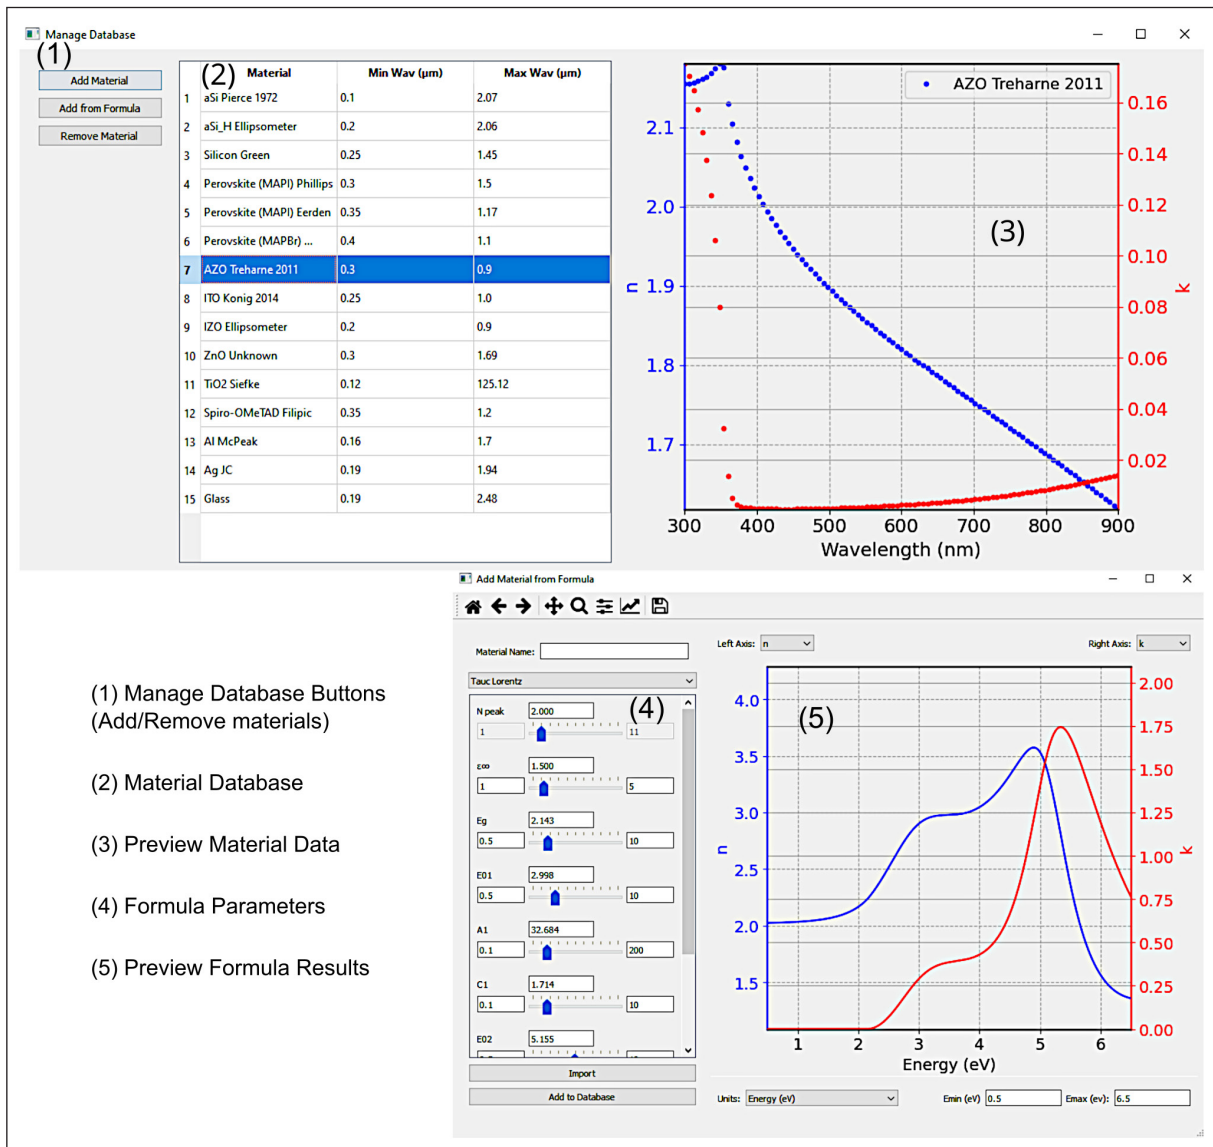 Manage Database
(1)
Add Material
Add from Formula
Remove Material
(2) Material Min Wav (μm) Max Wav (μm)
1 aSi Pierce 1972 0.1 2.07
2 aSi_H Ellipsometer 0.2 2.06
3 Silicon Green 0.25 1.45
4 Perovskite (MAPI) Phillips 0.3 1.5
5 Perovskite (MAPI) Eerden 0.35 1.17
6 Perovskite (MAPBr) ... 0.4 1.1
7 AZO Treharne 2011 0.3 0.9
8 ITO Konig 2014 0.25 1.0
9 IZO Ellipsometer 0.2 0.9
10 ZnO Unknown 0.3 1.69
11 TiO2 Siefke 0.12 125.12
12 Spiro-OMeTAD Filipic 0.35 1.2
13 Al McPeak 0.16 1.7
14 Ag JC 0.19 1.94
15 Glass 0.19 2.48
AZO Treharne 2011
(3)
2.1
2.0
1.9
1.8
1.7
n
0.16
0.14
0.12
0.10
0.08
0.06
0.04
0.02
k
300 400 500 600 700 800 900
Wavelength (nm)
(1) Manage Database Buttons
(Add/Remove materials)
(2) Material Database
(3) Preview Material Data
(4) Formula Parameters
(5) Preview Formula Results
Add Material from Formula
Material Name:
Tauc Lorentz
(4)
N peak 2.000
1 11
ε∞ 1.500
1 5
Eg 2.143
0.5 10
E01 2.998
0.5 10
A1 32.684
0.1 200
C1 1.714
0.1 10
E02 5.155
Import
Add to Database
Left Axis: n Right Axis: k
(5)
4.0
3.5
3.0
2.5
2.0
1.5
n
2.00
1.75
1.50
1.25
1.00
0.75
0.50
0.25
0.00
k
1 2 3 4 5 6
Energy (eV)
Units: Energy (eV) Emin (eV) 0.5 Emax (ev): 6.5